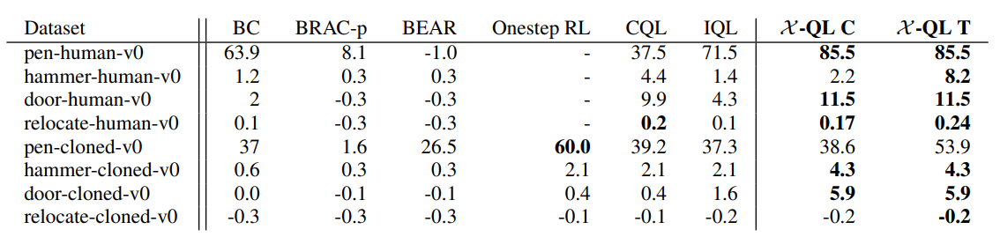 Dataset BC BRAC-p BEAR Onestep RL CQL IQL 𝒳-QL C 𝒳-QL T
pen-human-v0 63.9 8.1 -1.0 - 37.5 71.5 85.5 85.5
hammer-human-v0 1.2 0.3 0.3 - 4.4 1.4 2.2 8.2
door-human-v0 2 -0.3 -0.3 - 9.9 4.3 11.5 11.5
relocate-human-v0 0.1 -0.3 -0.3 - 0.2 0.1 0.17 0.24
pen-cloned-v0 37 1.6 26.5 60.0 39.2 37.3 38.6 53.9
hammer-cloned-v0 0.6 0.3 0.3 2.1 2.1 2.1 4.3 4.3
door-cloned-v0 0.0 -0.1 -0.1 0.4 0.4 1.6 5.9 5.9
relocate-cloned-v0 -0.3 -0.3 -0.3 -0.1 -0.1 -0.2 -0.2 -0.2